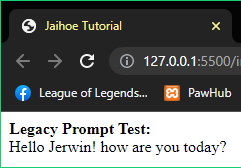 Jaihoe Tutorial
127.0.0.1:5500/i
League of Legends... PawHub
Legacy Prompt Test:
Hello Jerwin! how are you today?